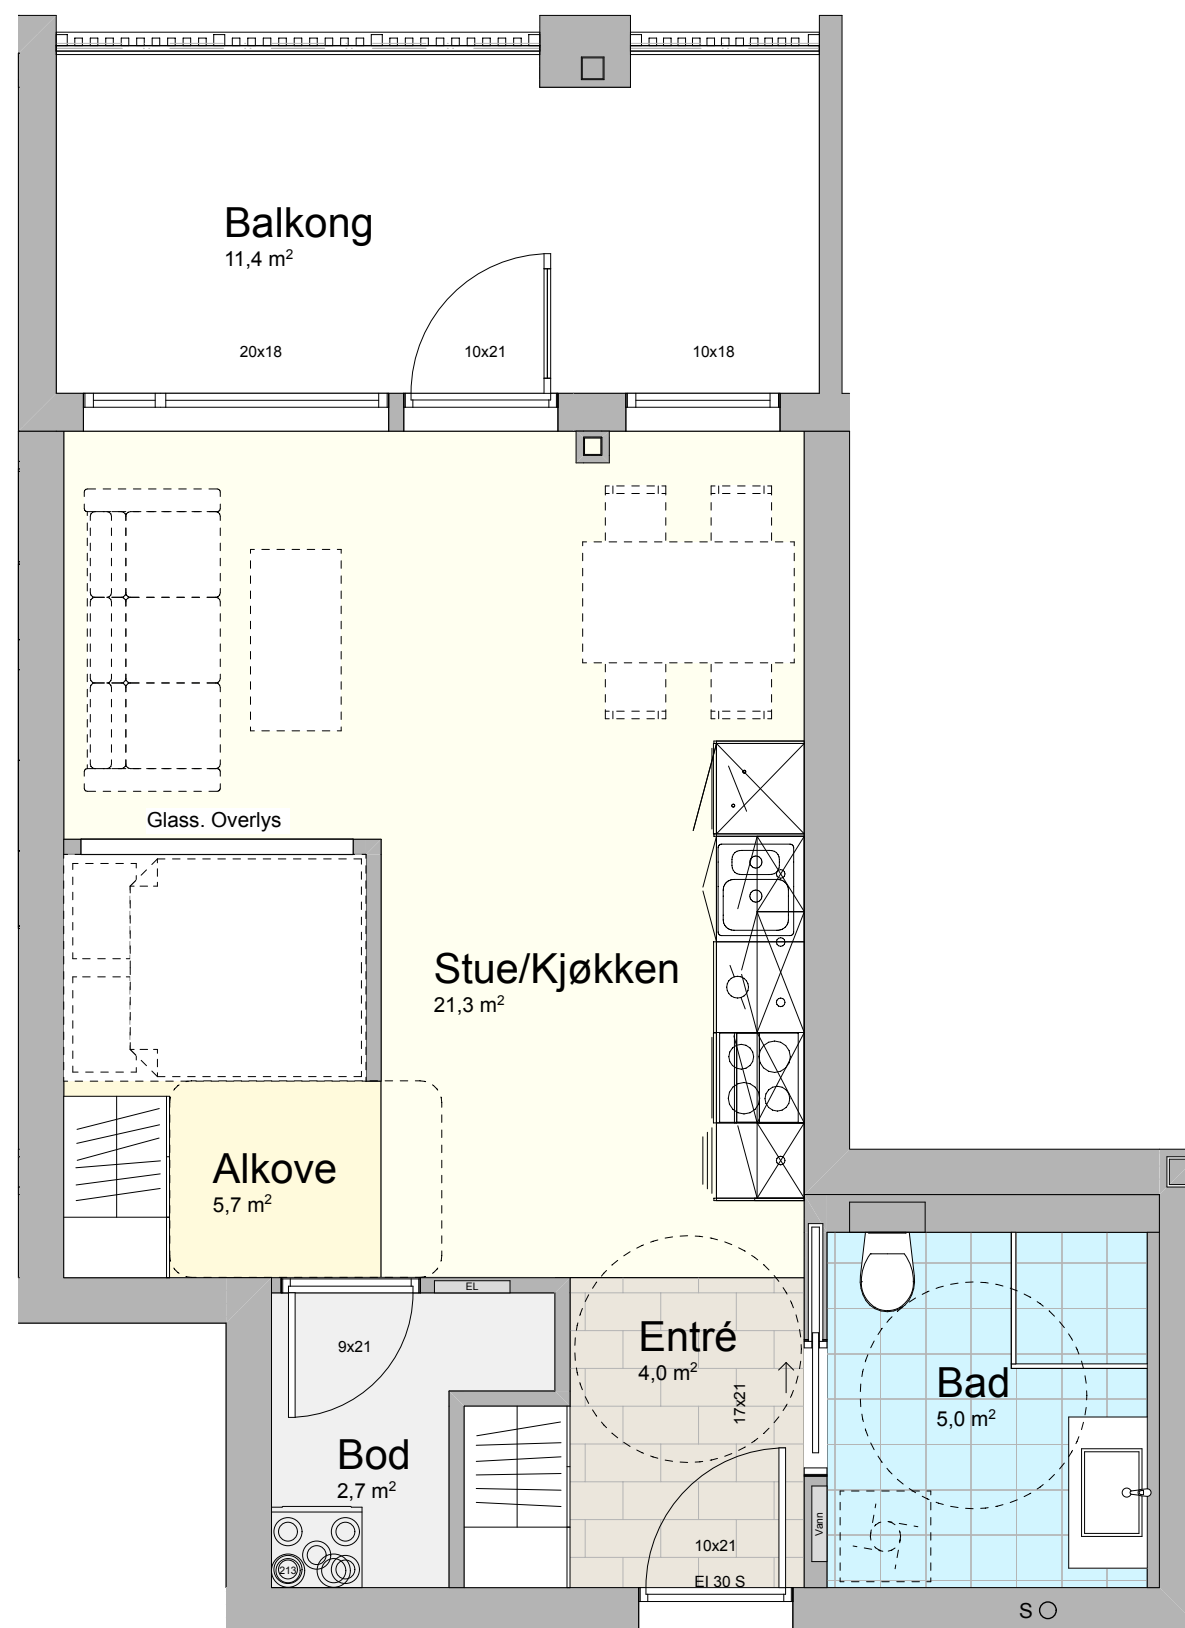 Balkong
11,4 m²
20x18
10x21
10x18
Glass. Overlys
Stue/Kjøkken
21,3 m²
Alkove
5,7 m²
EL
9x21
Entré
4,0 m²
17x21
Bad
5,0 m²
Bod
2,7 m²
213
Vann
10x21
EI 30 S
S